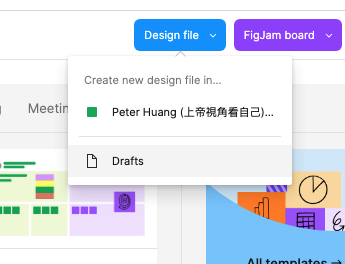 Design file
FigJam board
Create new design file in...
Meetin
Peter Huang (上帝視角看自己)...
Drafts
All templates →